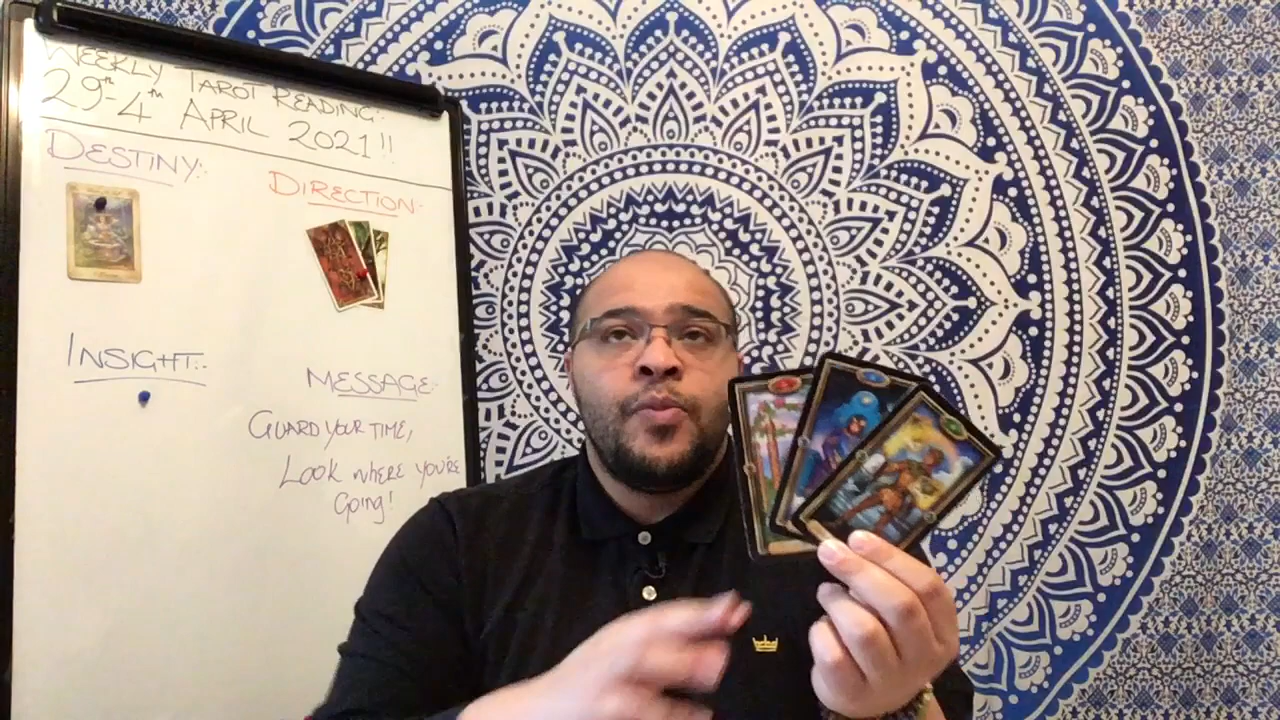 WEEKLY TAROT READING:-
29th-4th APRIL 2021!!
DESTINY:-
DIRECTION:-
INSIGHT:-
MESSAGE:-
GUARD YOUR TIME,
LOOK WHERE YOU'RE
GOING!